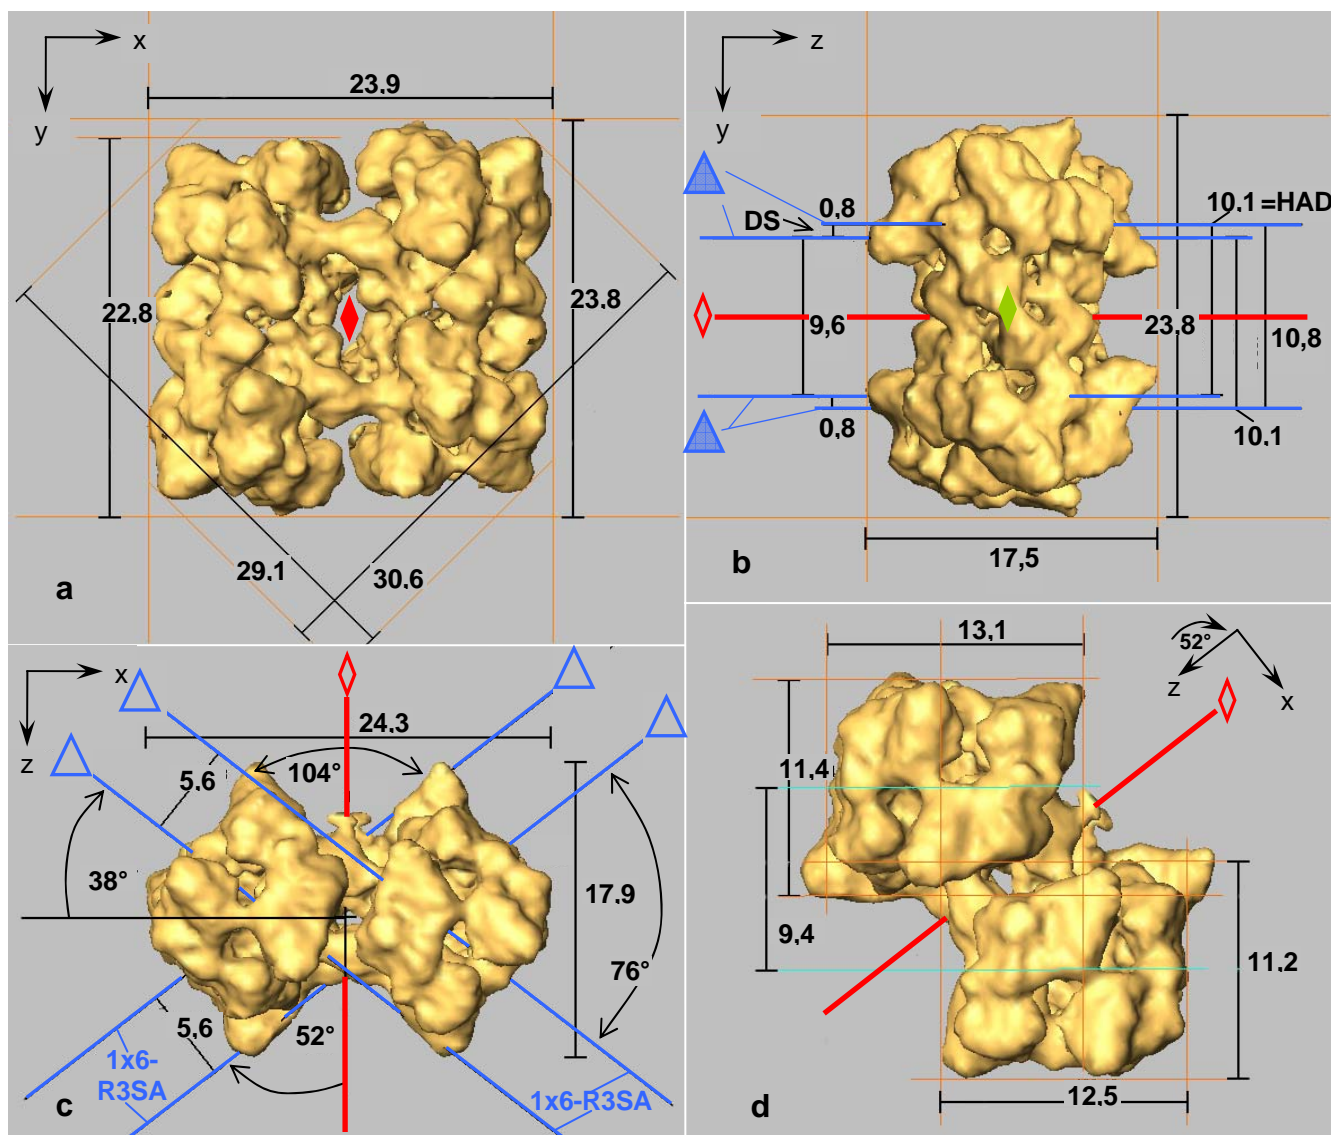 x
y
23,9
22,8
23,8
29,1
30,6
a
z
y
DS
0,8
10,1 =HAD
9,6
23,8
10,8
0,8
10,1
17,5
b
x
z
24,3
5,6
104°
38°
17,9
76°
5,6
52°
1x6-
R3SA
1x6-R3SA
c
13,1
52°
z
x
11,4
9,4
11,2
12,5
d